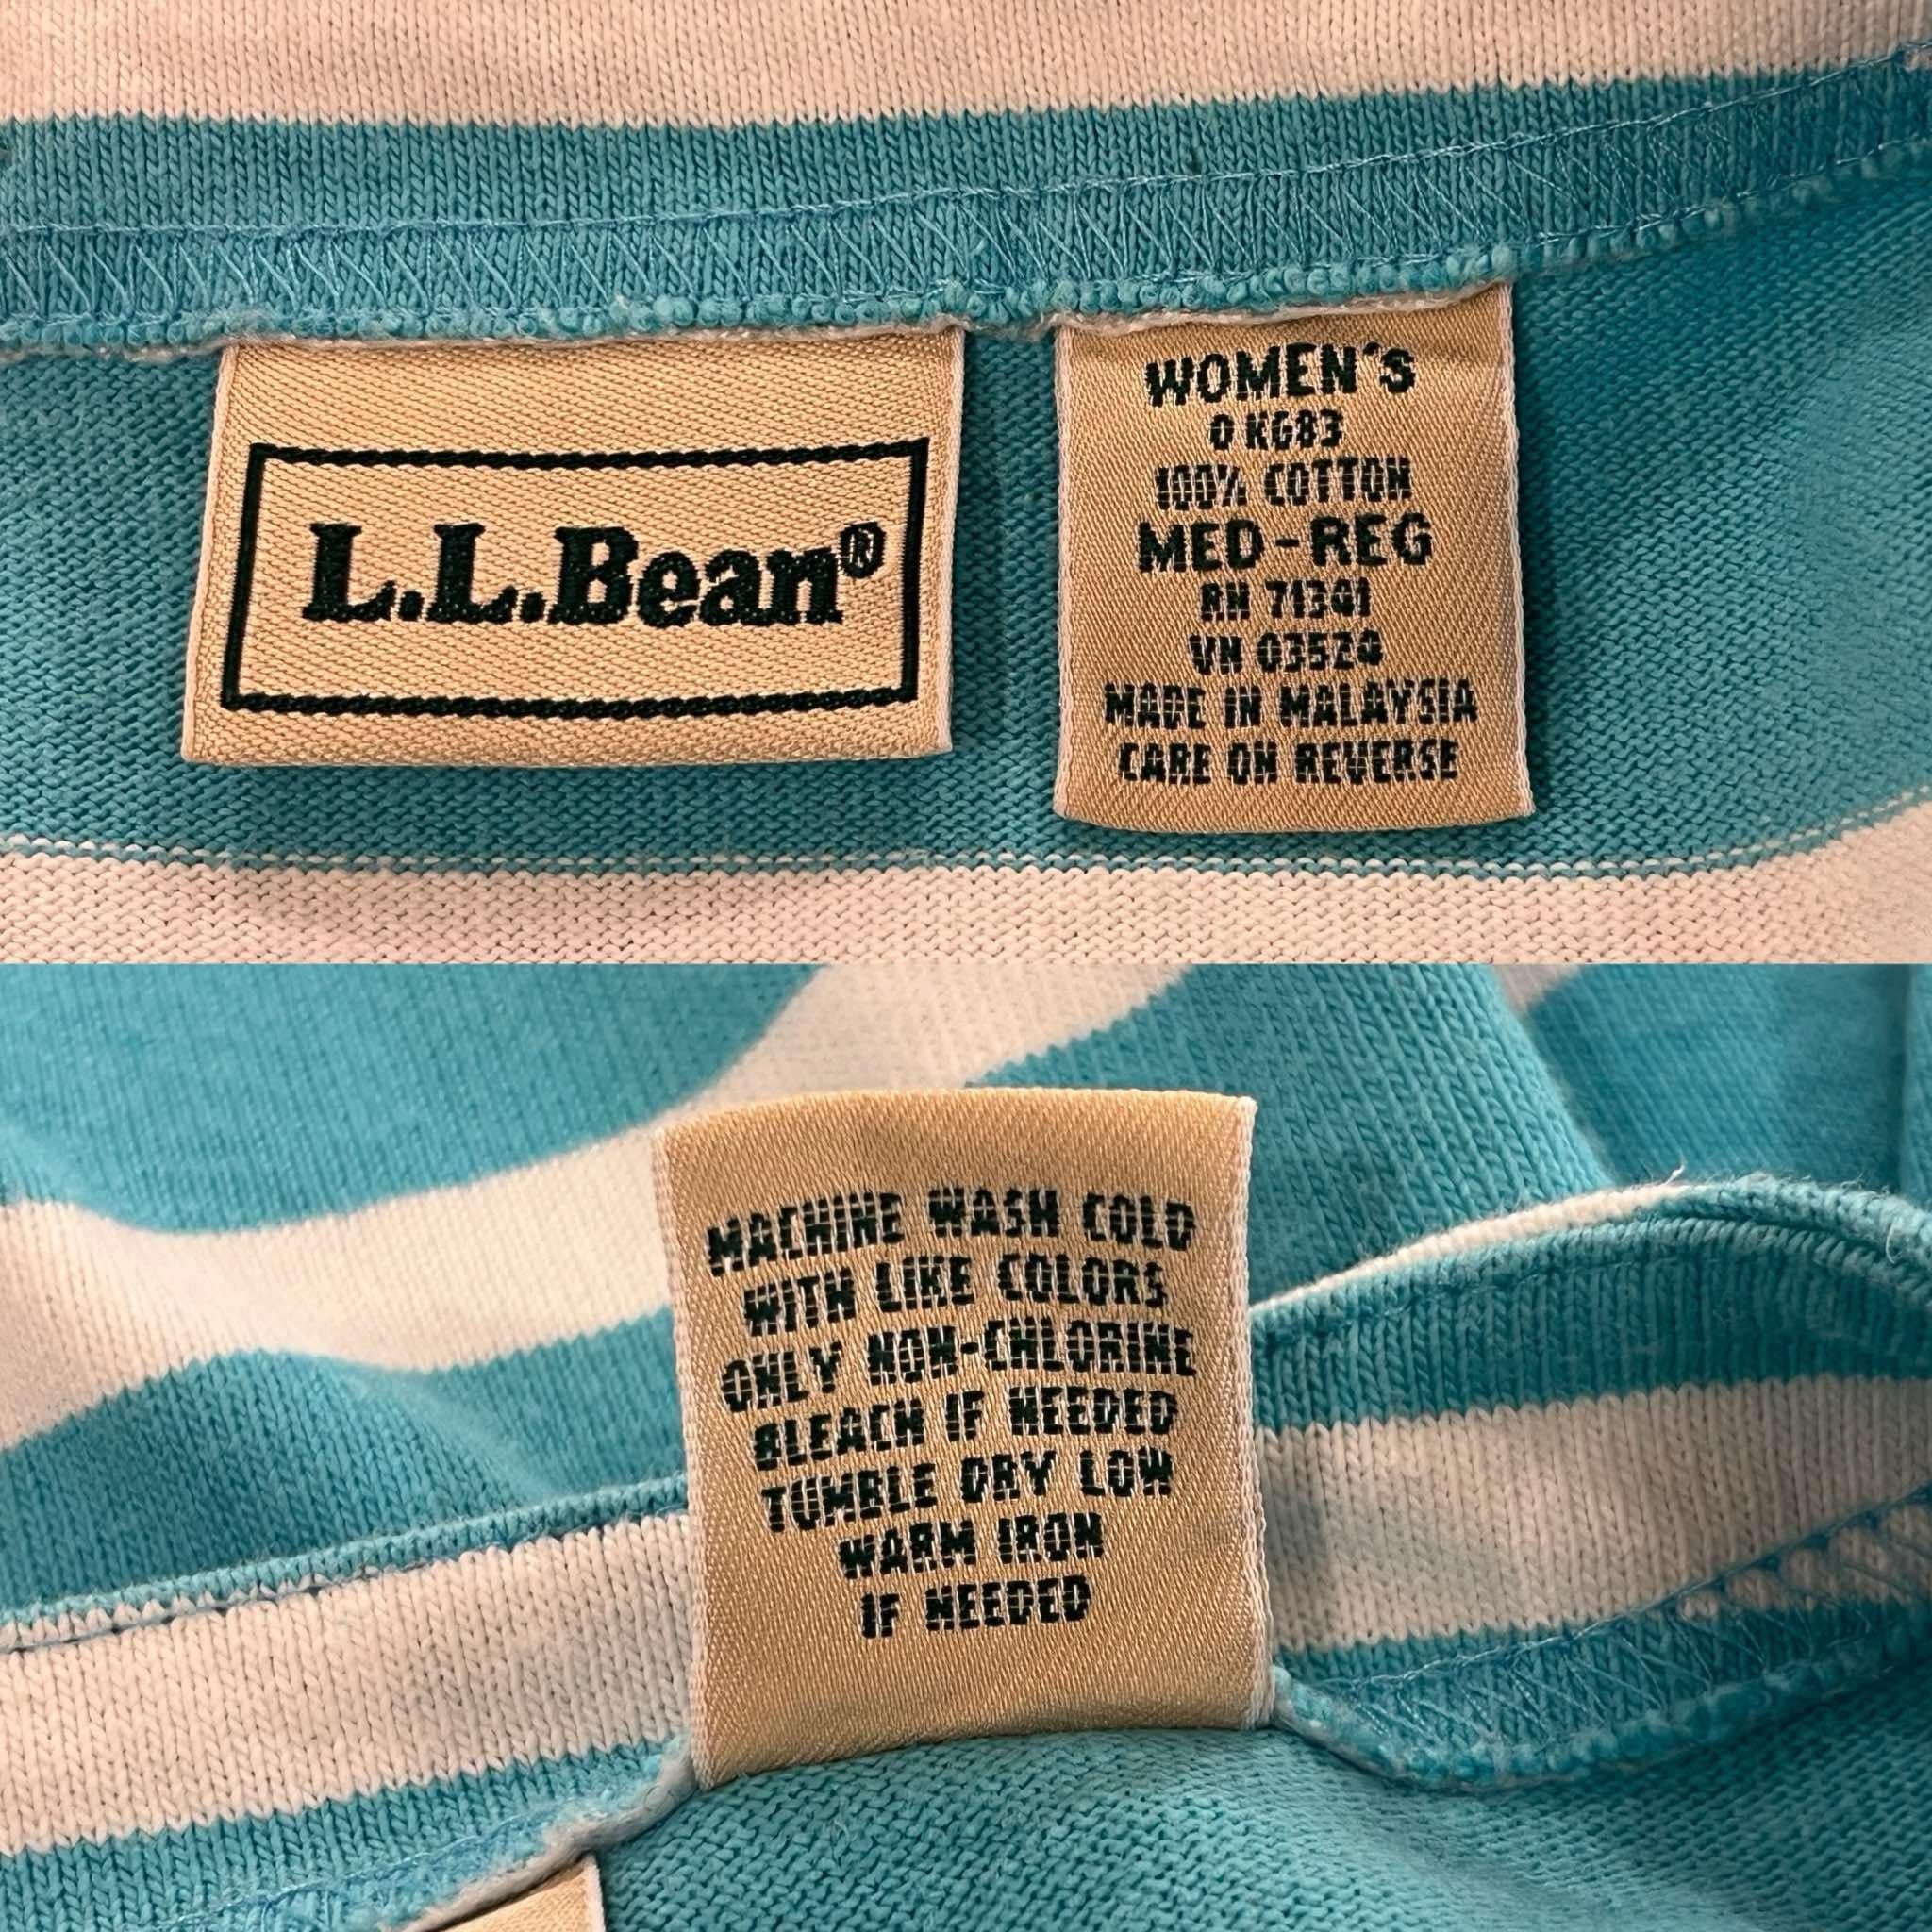 L.L.Bean®
WOMEN'S
0 KG83
100% COTTON
MED-REG
RN 71341
VN 03524
MADE IN MALAYSIA
CARE ON REVERSE
MACHINE WASH COLD
WITH LIKE COLORS
ONLY NON-CHLORINE
BLEACH IF NEEDED
TUMBLE DRY LOW
WARM IRON
IF NEEDED